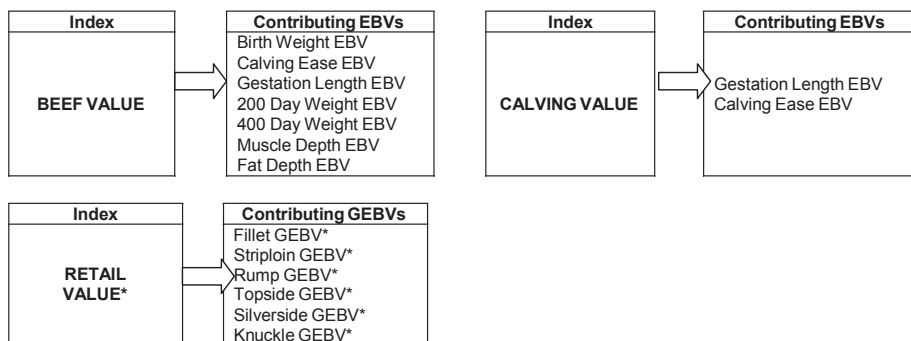 Index
Contributing EBVs
BEEF VALUE
Birth Weight EBV
Calving Ease EBV
Gestation Length EBV
200 Day Weight EBV
400 Day Weight EBV
Muscle Depth EBV
Fat Depth EBV
Index
Contributing EBVs
CALVING VALUE
Gestation Length EBV
Calving Ease EBV
Index
Contributing GEBVs
RETAIL
VALUE*
Fillet GEBV*
Striploin GEBV*
Rump GEBV*
Topside GEBV*
Silverside GEBV*
Knuckle GEBV*